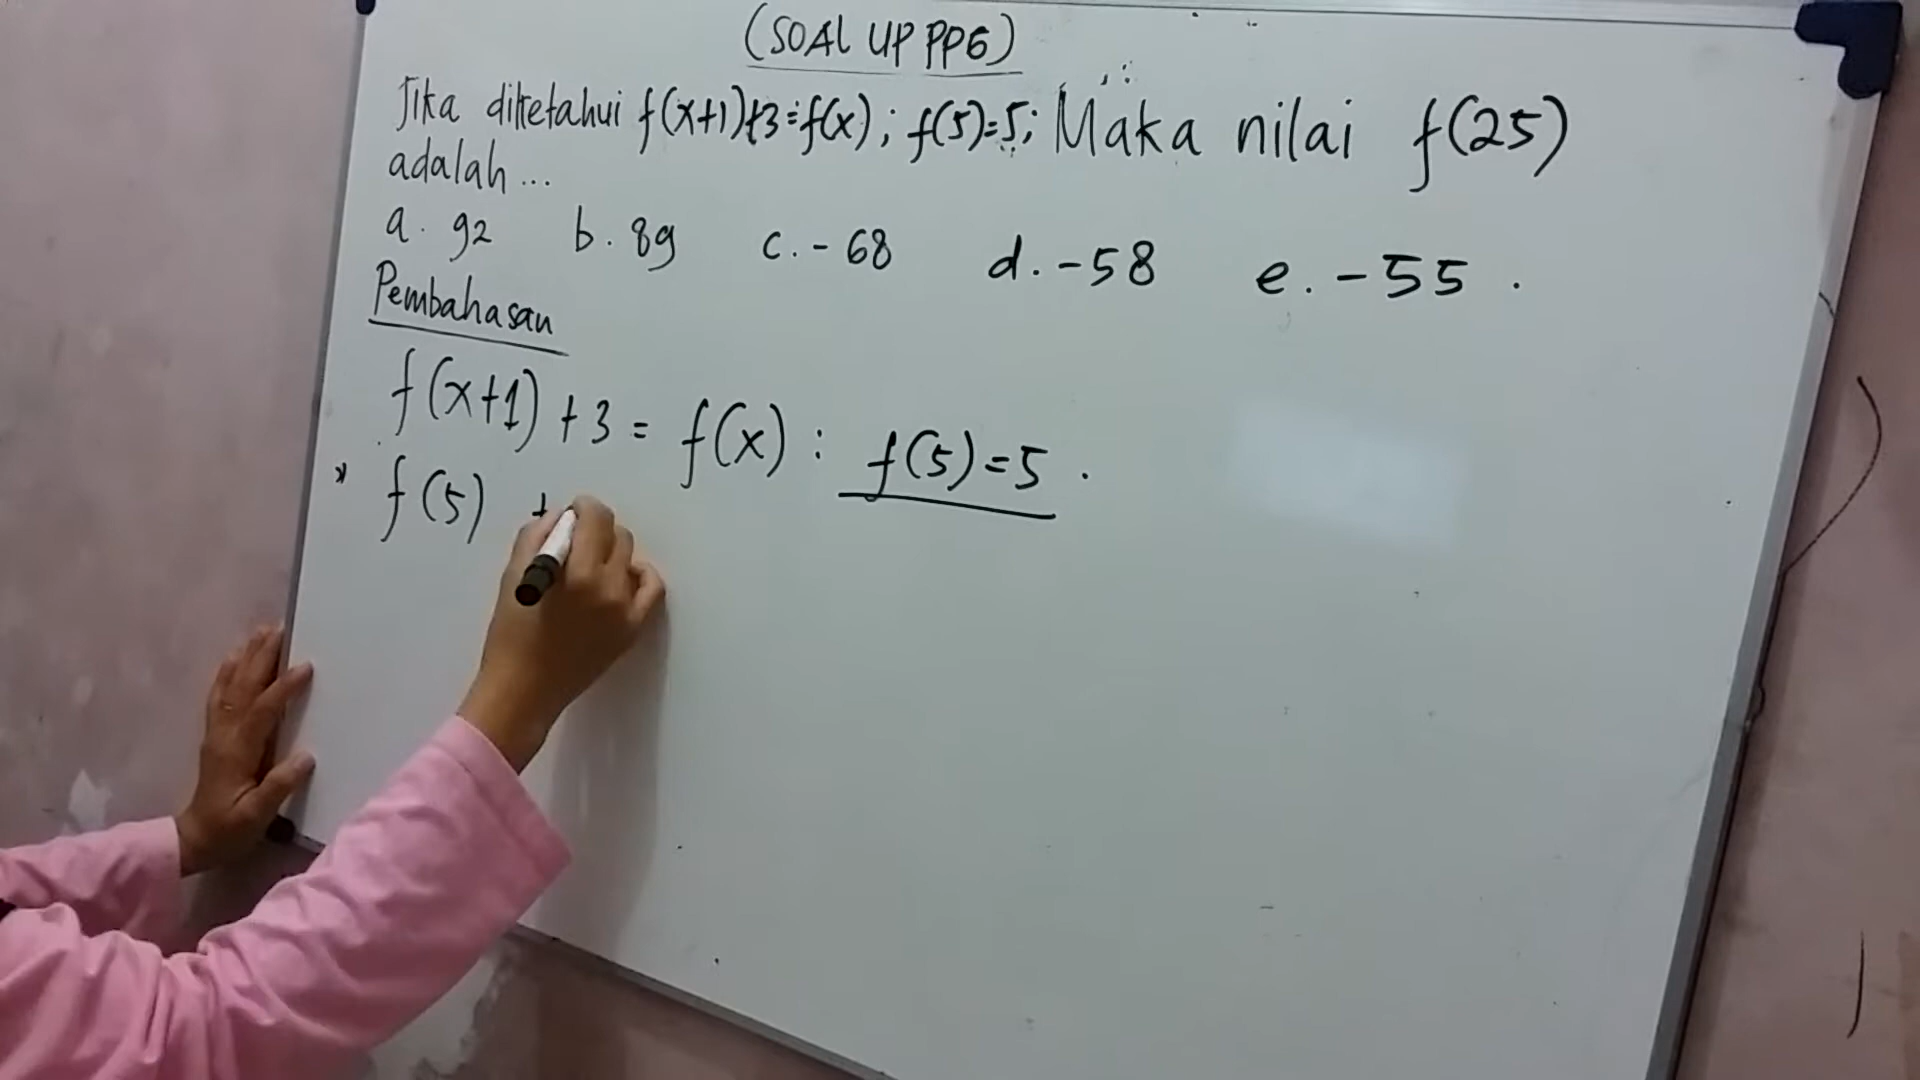 (SOAL UP PPG)
Jika diketahui f(x+1)+3=f(x); f(5)=5; Maka nilai f(25)
adalah ...
a. 92 b. 89 c. -68 d. -58 e. -55.
Pembahasan
f(x+1) +3 = f(x) : f(5)=5.
* f(5) +